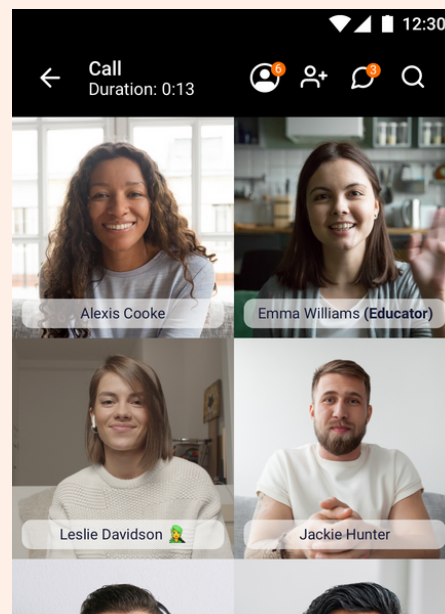 12:30
Call
Duration: 0:13
6
3
Alexis Cooke
Emma Williams (Educator)
Leslie Davidson
Jackie Hunter